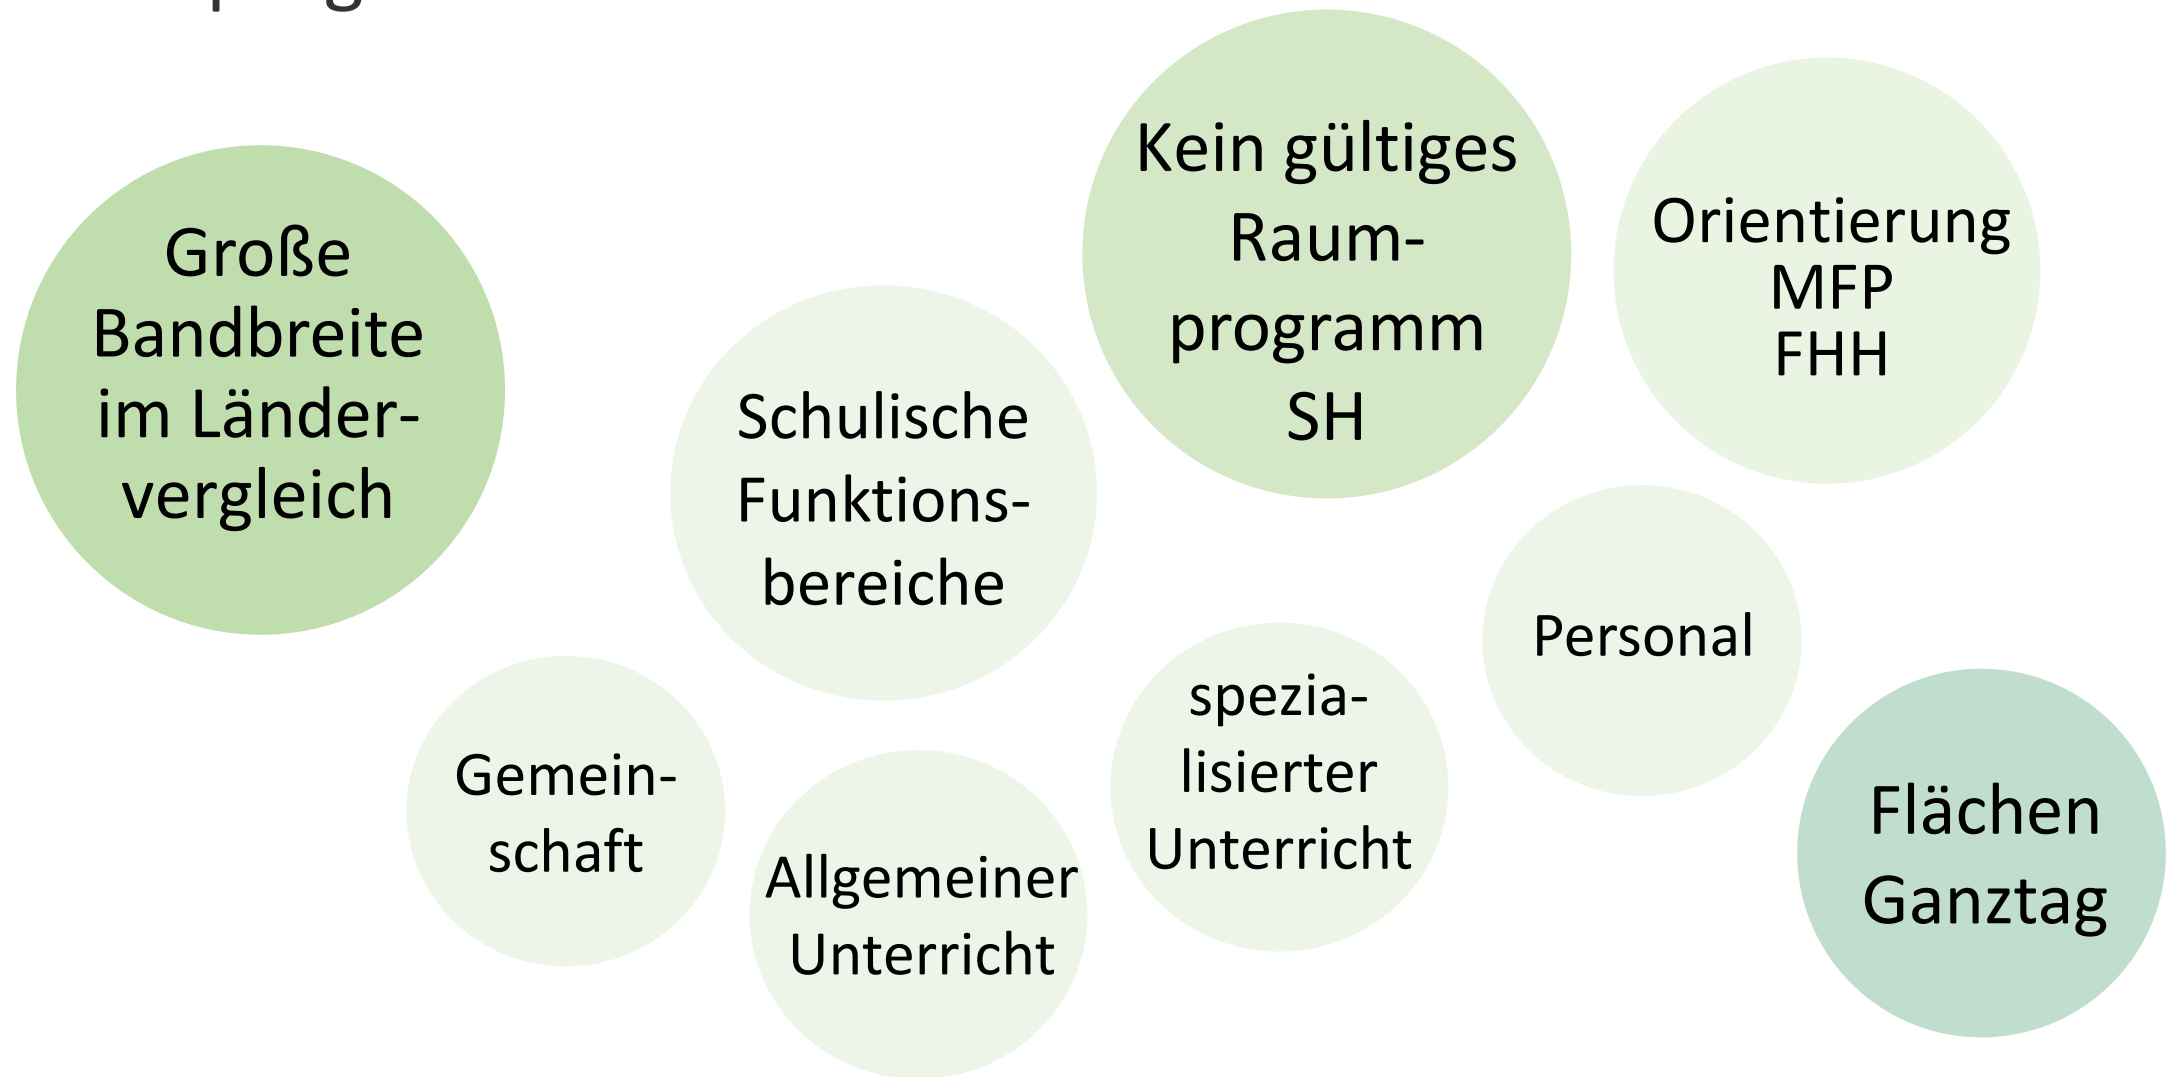 Große
Bandbreite
im Länder-
vergleich
Schulische
Funktions-
bereiche
Kein gültiges
Raum-
programm
SH
Orientierung
MFP
FHH
Gemein-
schaft
Allgemeiner
Unterricht
spezia-
lisierter
Unterricht
Personal
Flächen
Ganztag